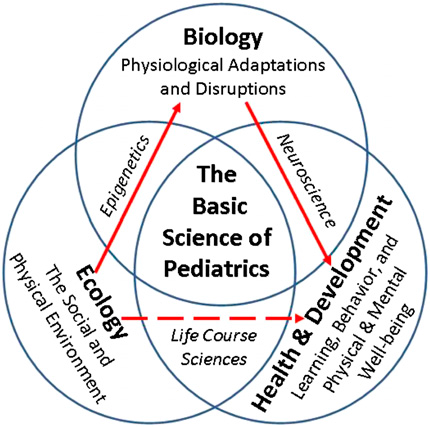 Biology
Physiological Adaptations
and Disruptions
Epigenetics
Neuroscience
The
Basic
Science of
Pediatrics
Ecology
The Social and
Physical Environment
Life Course
Sciences
Health & Development
Learning, Behavior, and
Physical & Mental
Well-being